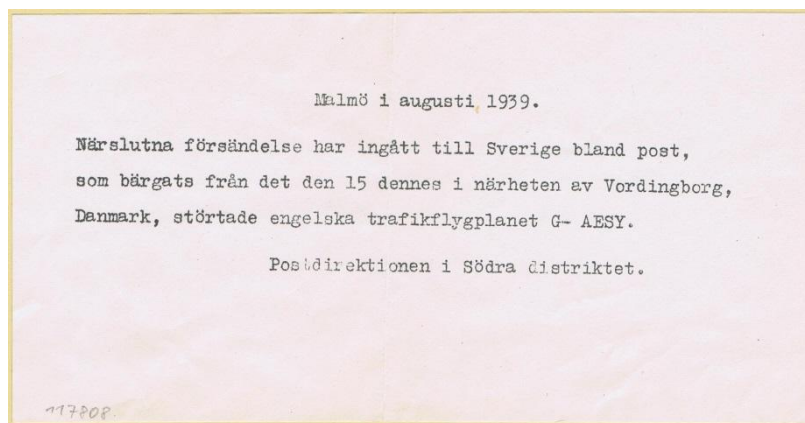 Malmö i augusti 1939.
Närslutna försändelse har ingått till Sverige bland post,
som bärgats från det den 15 dennes i närheten av Vordingborg,
Danmark, störtade engelska trafikflygplanet G- AESY.
Postdirektionen i Södra distriktet.
117808.